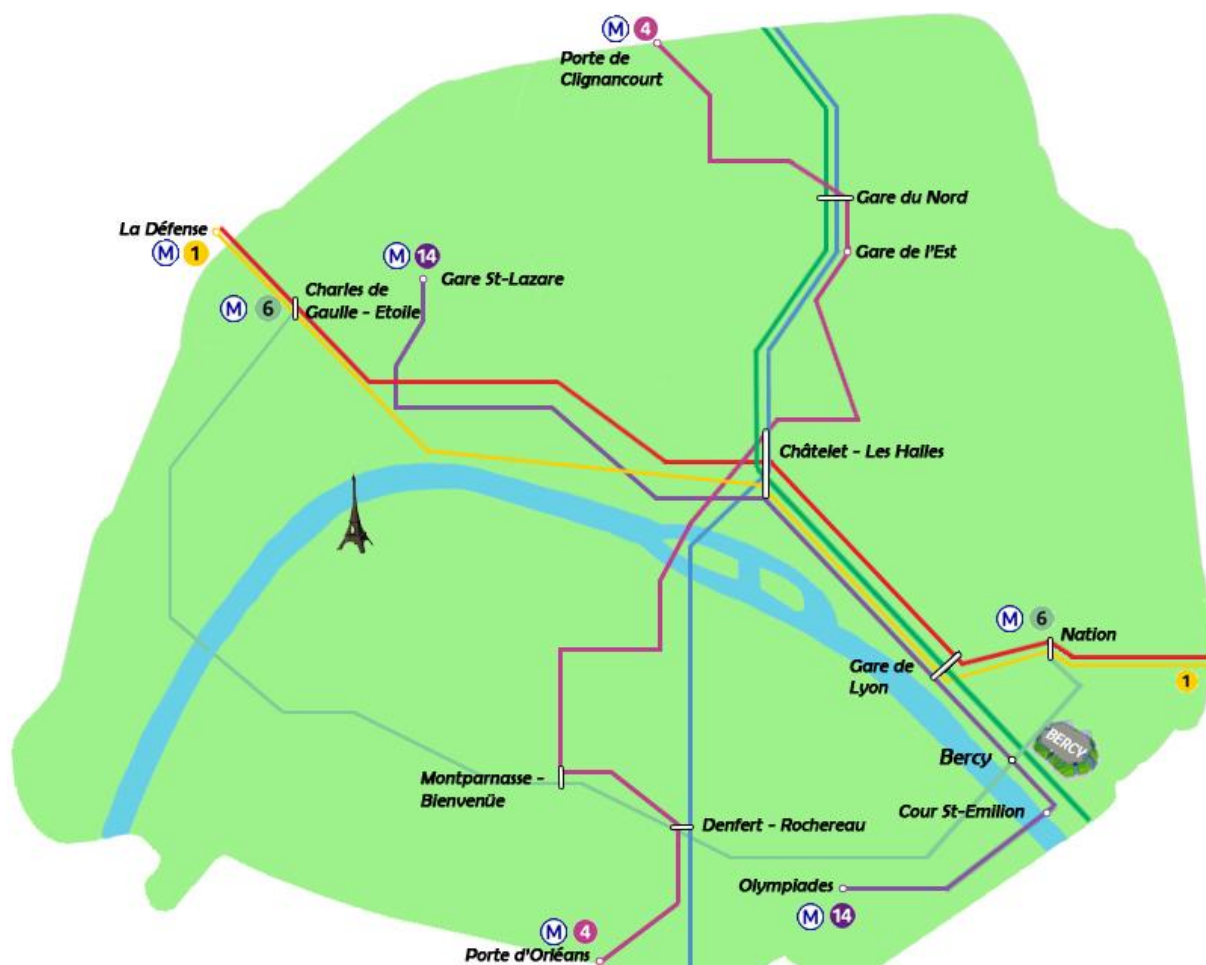 M 4
Porte de
Clignancourt
Gare du Nord
La Défense
M 1
M 14
Gare St-Lazare
Gare de l'Est
M 6
Charles de
Gaulle - Etoile
Châtelet - Les Halles
M 6
Nation
Gare de
Lyon
1
BERCY
Bercy
Montparnasse -
Bienvenüe
Cour St-Emilion
Denfert - Rochereau
Olympiades
M 14
M 4
Porte d'Orléans